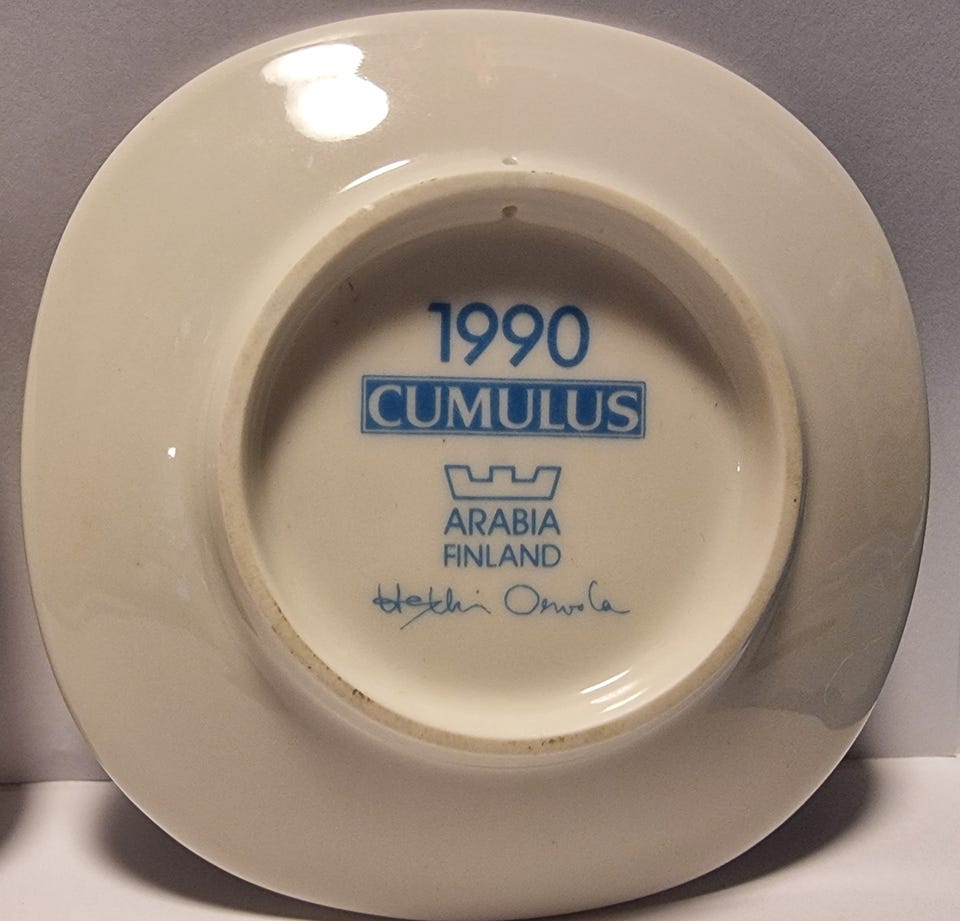 1990
CUMULUS
ARABIA
FINLAND
Heikki Orvola